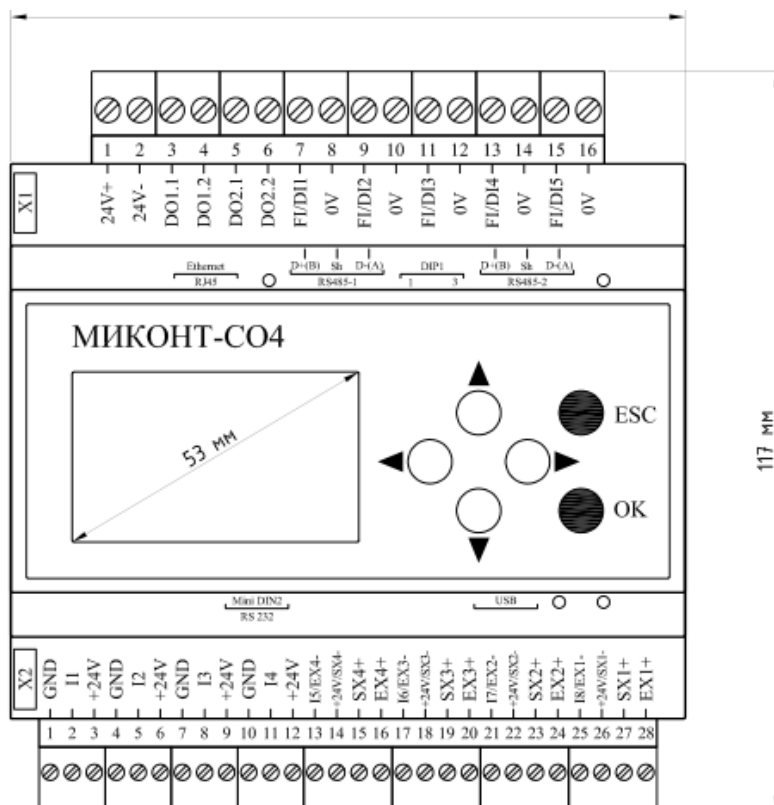 1 2 3 4 5 6 7 8 9 10 11 12 13 14 15 16
X1
24V+ 24V- DO1.1 DO1.2 DO2.1 DO2.2 FI/DI1 0V FI/DI2 0V FI/DI3 0V FI/DI4 0V FI/DI5 0V
Ethernet D+(B) Sh D-(A) DIP1 D+(B) Sh D-(A)
RJ45 RS485-1 1 3 RS485-2
МИКОНТ-СО4
53 мм
ESC
OK
117 мм
Mini DIN2 USB
RS 232
X2
GND I1 +24V GND I2 +24V GND I3 +24V GND I4 +24V I5/EX4- +24V/SX4- SX4+ EX4+ I6/EX3- +24V/SX3- SX3+ EX3+ I7/EX2- +24V/SX2- SX2+ EX2+ I8/EX1- +24V/SX1- SX1+ EX1+
1 2 3 4 5 6 7 8 9 10 11 12 13 14 15 16 17 18 19 20 21 22 23 24 25 26 27 28